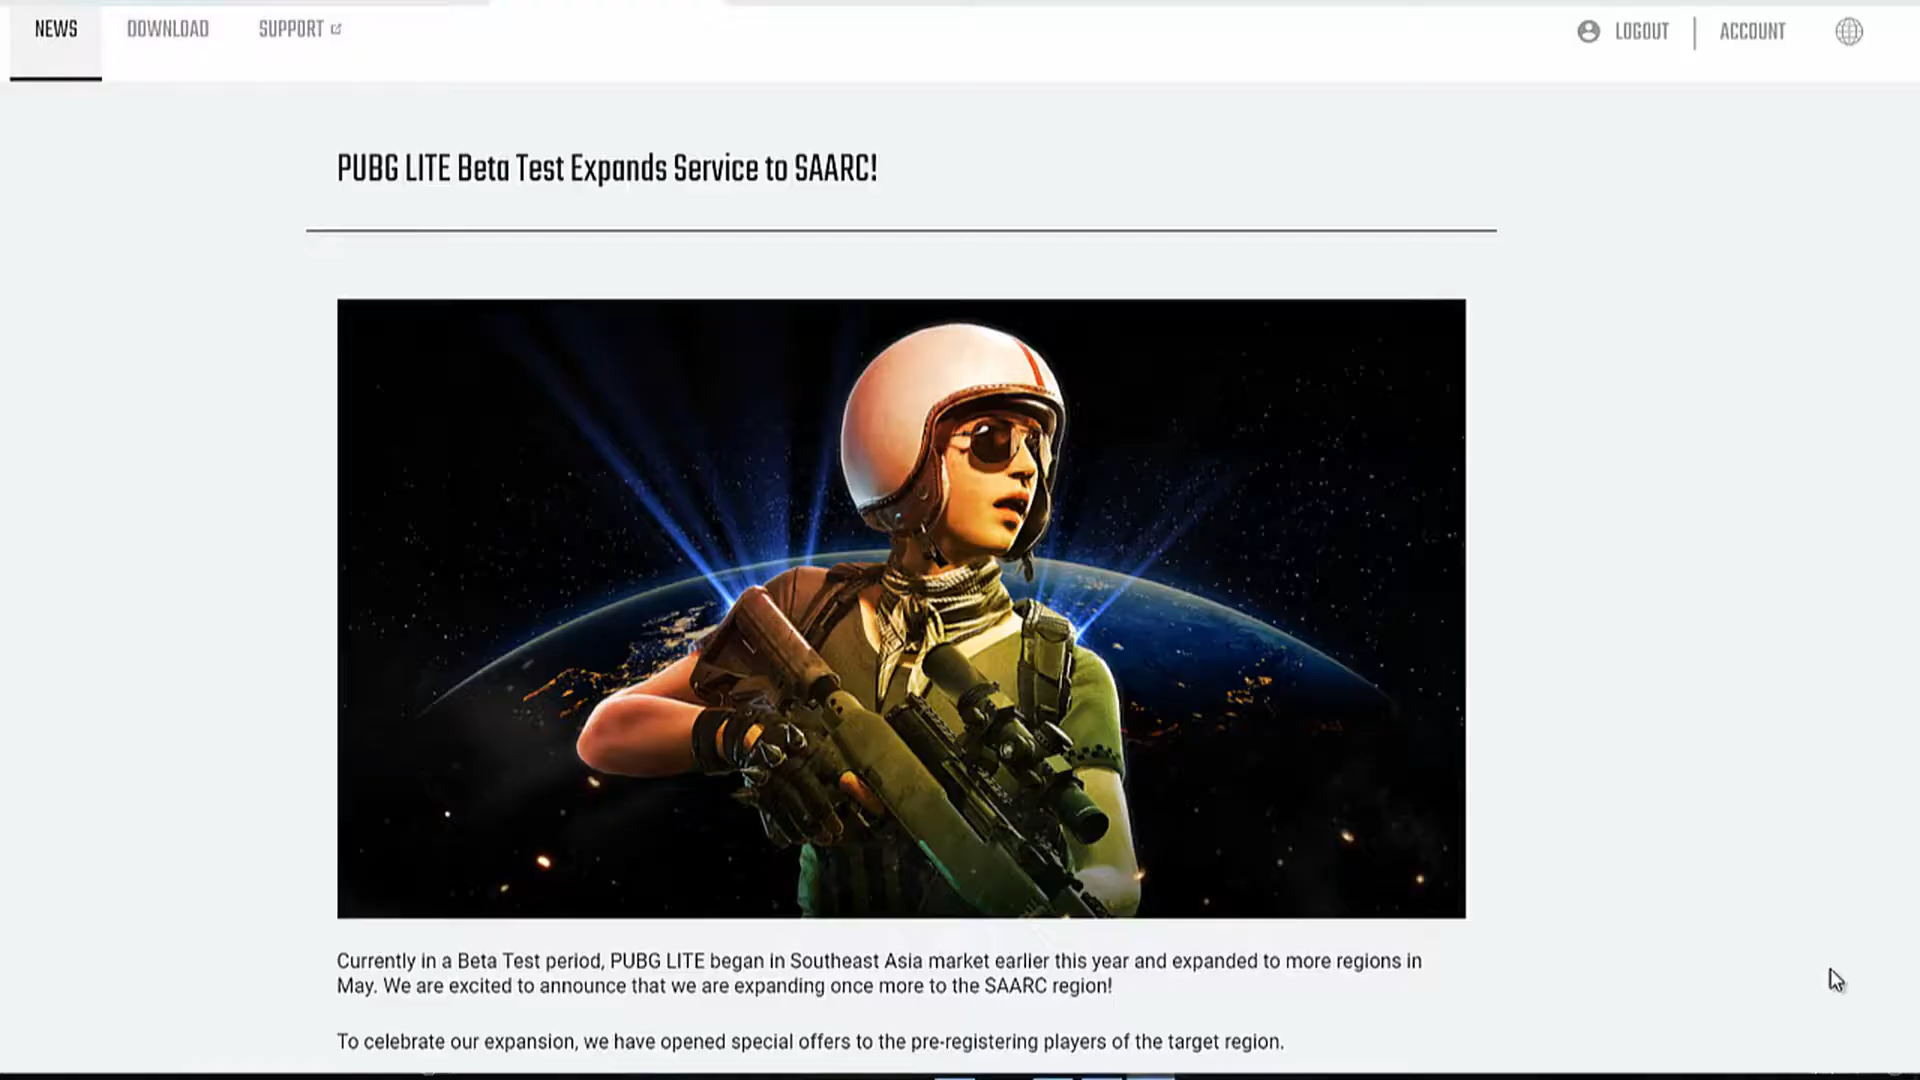 NEWS DOWNLOAD SUPPORT LOGOUT ACCOUNT
PUBG LITE Beta Test Expands Service to SAARC!
Currently in a Beta Test period, PUBG LITE began in Southeast Asia market earlier this year and expanded to more regions in
May. We are excited to announce that we are expanding once more to the SAARC region!
To celebrate our expansion, we have opened special offers to the pre-registering players of the target region.